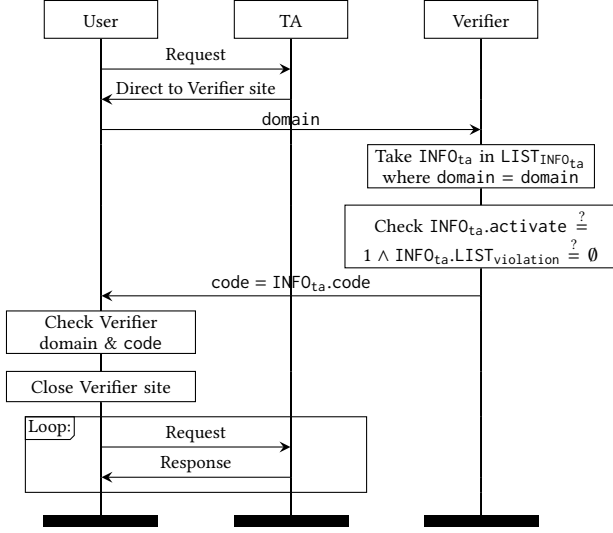 User TA Verifier
Request
Direct to Verifier site
domain
Take INFO_ta in LIST_INFO_ta
where domain = domain
Check INFO_ta.activate ?=
1 ∧ INFO_ta.LIST_violation ?= ∅
code = INFO_ta.code
Check Verifier
domain & code
Close Verifier site
Loop:
Request
Response